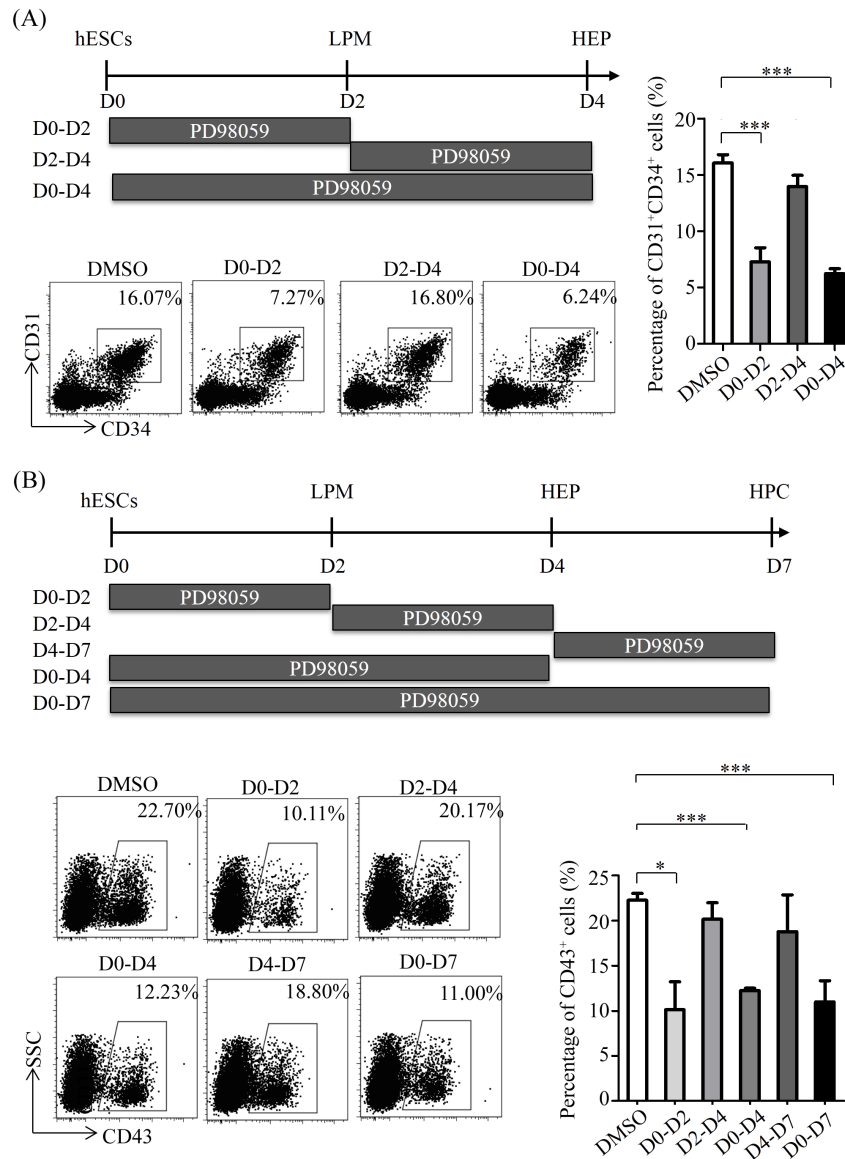 (A)
hESCs LPM HEP
D0 D2 D4
D0-D2 PD98059
D2-D4 PD98059
D0-D4 PD98059
DMSO D0-D2 D2-D4 D0-D4
16.07% 7.27% 16.80% 6.24%
CD31
CD34
Percentage of CD31+CD34+ cells (%)
***
***
20
15
10
5
0
DMSO D0-D2 D2-D4 D0-D4
(B)
hESCs LPM HEP HPC
D0 D2 D4 D7
D0-D2 PD98059
D2-D4 PD98059
D4-D7 PD98059
D0-D4 PD98059
D0-D7 PD98059
DMSO D0-D2 D2-D4
22.70% 10.11% 20.17%
D0-D4 D4-D7 D0-D7
12.23% 18.80% 11.00%
SSC
CD43
Percentage of CD43+ cells (%)
***
***
*
25
20
15
10
5
0
DMSO D0-D2 D2-D4 D0-D4 D4-D7 D0-D7